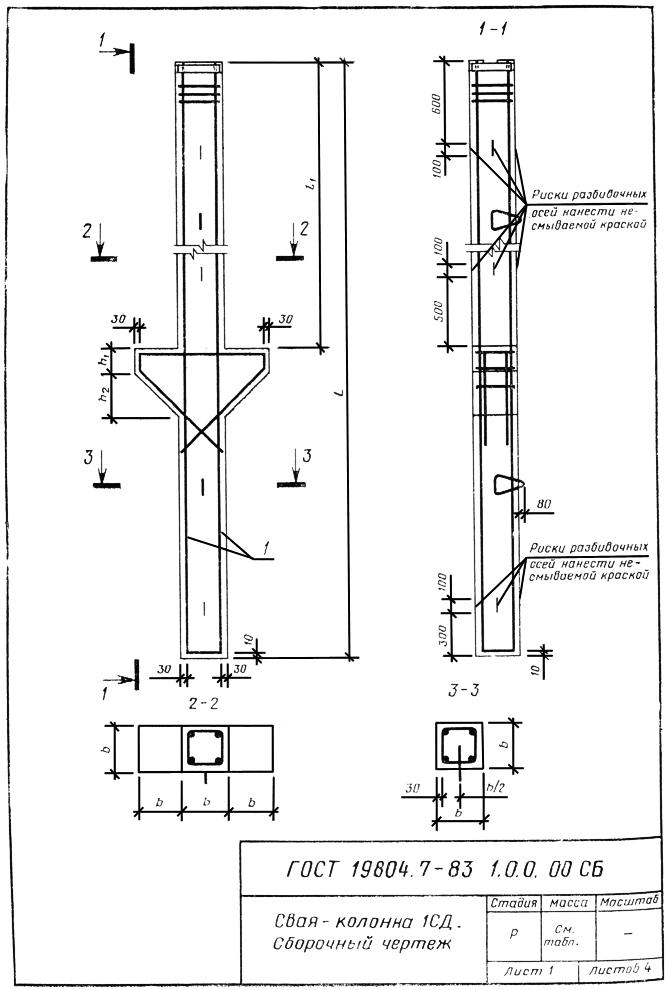 1
1-1
600
100
l₁
Риски разбивочных
осей нанести не-
смываемой краской
2
2
100
500
30
30
h₁
h₂
L
3
3
80
1
Риски разбивочных
осей нанести не-
смываемой краской
100
300
10
10
1
30
30
2-2
3-3
b
b
b
b
b
30
b/2
b
ГОСТ 19804.7-83 1.0.0.00 СБ
Свая-колонна 1СД.
Сборочный чертеж
Стадия
Масса
Масштаб
Р
См.
табл.
—
Лист 1
Листов 4